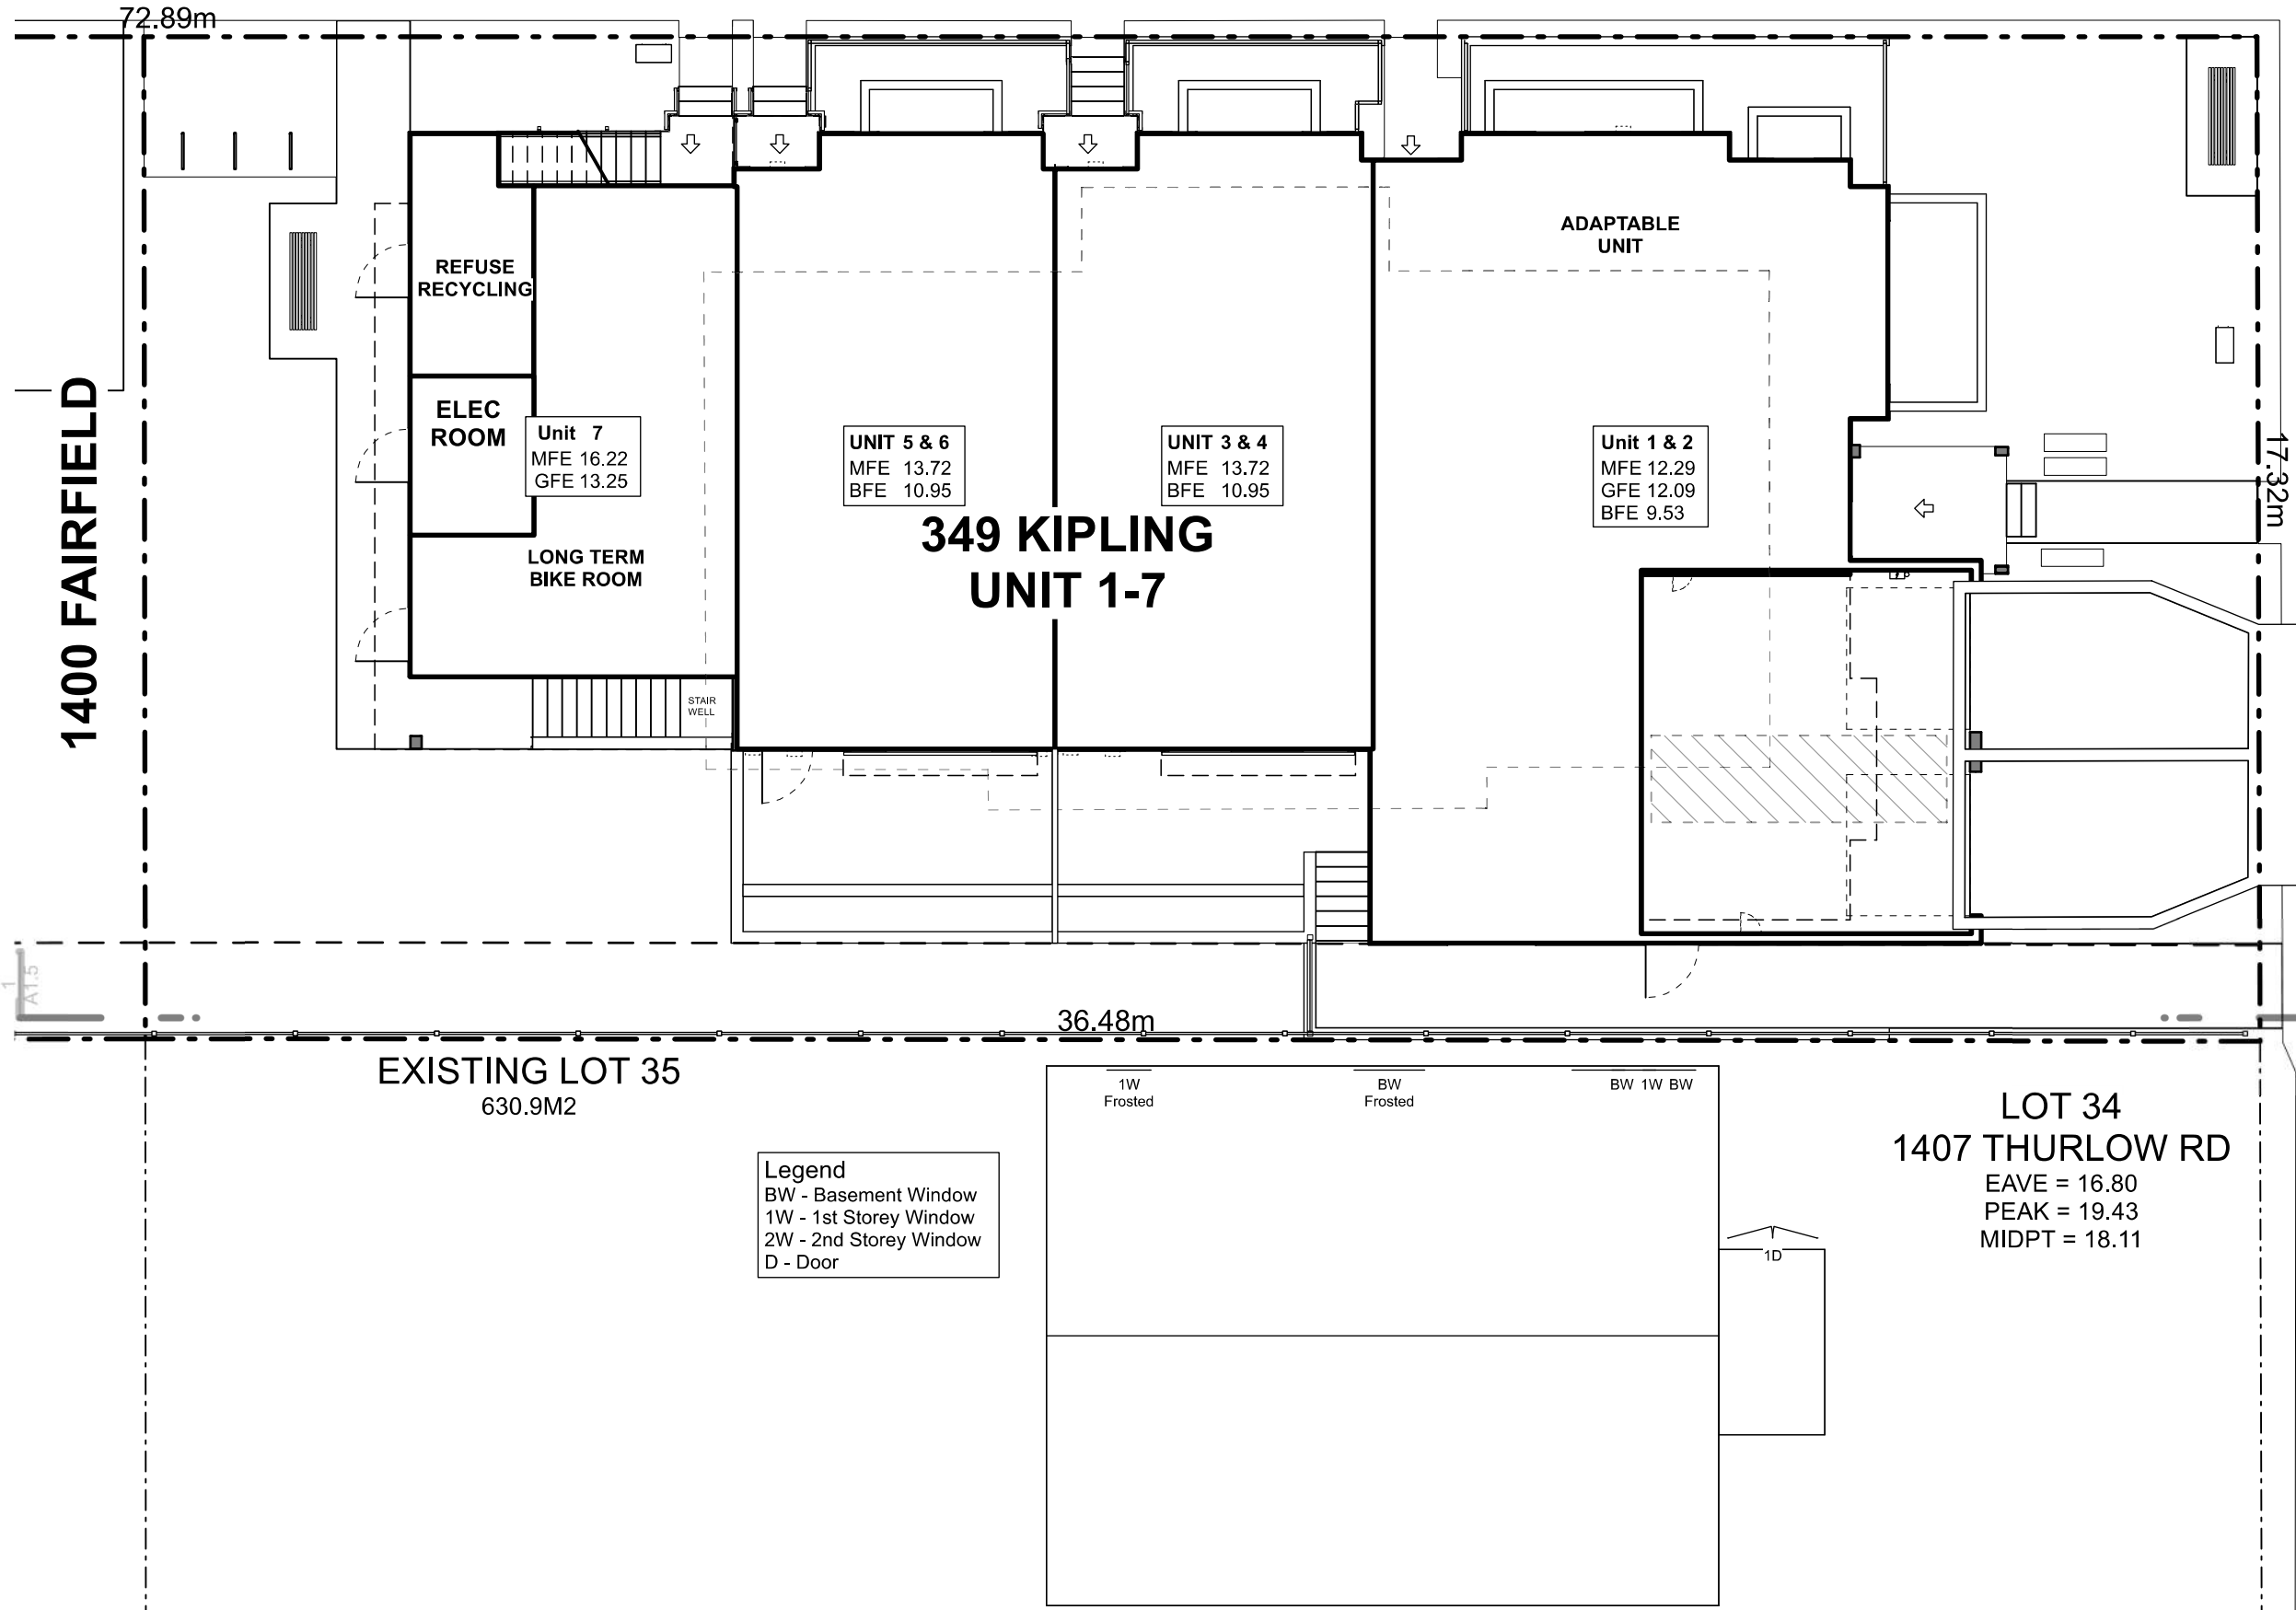 72.89m
ADAPTABLE
UNIT
REFUSE
RECYCLING
1400 FAIRFIELD
ELEC
ROOM
Unit 7
MFE 16.22
GFE 13.25
UNIT 5 & 6
MFE 13.72
BFE 10.95
UNIT 3 & 4
MFE 13.72
BFE 10.95
Unit 1 & 2
MFE 12.29
GFE 12.09
BFE 9.53
17.32m
349 KIPLING
UNIT 1-7
LONG TERM
BIKE ROOM
STAIR
WELL
1
A1.5
36.48m
EXISTING LOT 35
630.9M2
1W
Frosted
BW
Frosted
BW 1W BW
LOT 34
1407 THURLOW RD
EAVE = 16.80
PEAK = 19.43
MIDPT = 18.11
Legend
BW - Basement Window
1W - 1st Storey Window
2W - 2nd Storey Window
D - Door
1D